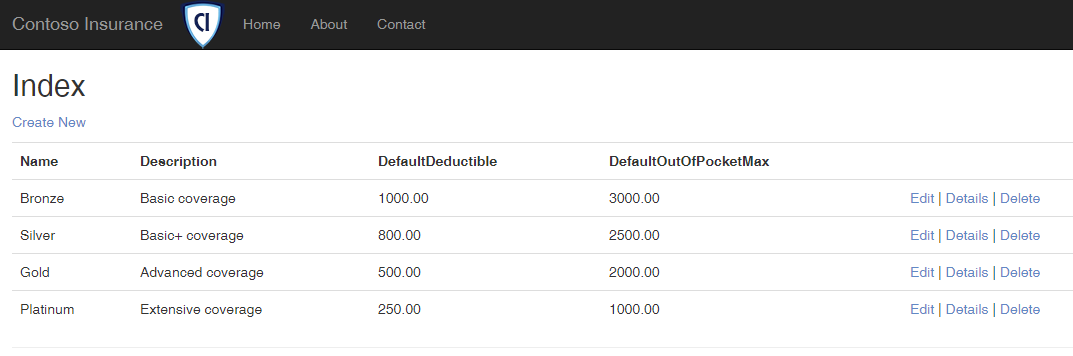 Contoso Insurance CI Home About Contact
Index
Create New
Name Description DefaultDeductible DefaultOutOfPocketMax
Bronze Basic coverage 1000.00 3000.00 Edit | Details | Delete
Silver Basic+ coverage 800.00 2500.00 Edit | Details | Delete
Gold Advanced coverage 500.00 2000.00 Edit | Details | Delete
Platinum Extensive coverage 250.00 1000.00 Edit | Details | Delete